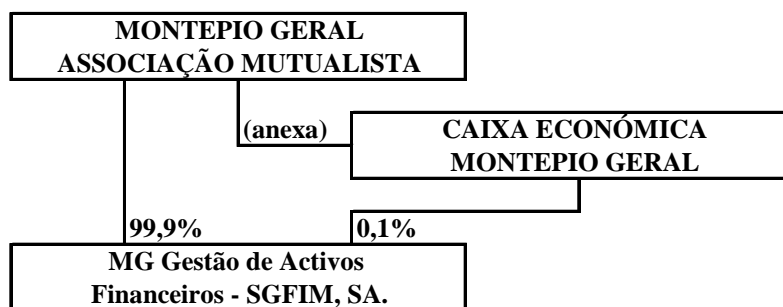 MONTEPIO GERAL
ASSOCIAÇÃO MUTUALISTA
(anexa)
CAIXA ECONÓMICA
MONTEPIO GERAL
99,9%
0,1%
MG Gestão de Activos
Financeiros - SGFIM, SA.